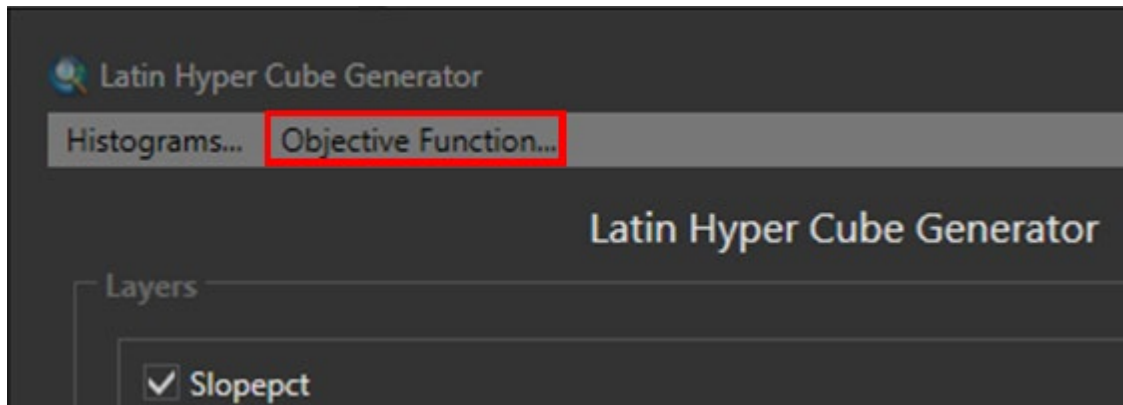 Latin Hyper Cube Generator
Histograms... Objective Function...
Latin Hyper Cube Generator
Layers
Slopepct